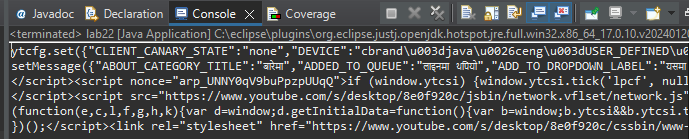 Javadoc Declaration Console Coverage
<terminated> lab22 [Java Application] C:\eclipse\plugins\org.eclipse.justj.openjdk.hotspot.jre.full.win32.x86_64_17.0.10.v20240120
ytcfg.set({"CLIENT_CANARY_STATE":"none","DEVICE":"cbrand\u003djava\u0026ceng\u003dUSER_DEFINED\u0
setMessage({"ABOUT_CATEGORY_TITLE":"बारेमा","ADDED_TO_QUEUE":"लाइनमा थपियो","ADD_TO_DROPDOWN_LABEL":"यसमा
</script><script nonce="arp_UNNY0qV9buPpzpUUqQ">if (window.ytcsi) {window.ytcsi.tick('lpcf', null
</script><script src="https://www.youtube.com/s/desktop/8e0f920c/jsbin/network.vflset/network.js"
(function(e,c,l,f,g,h,k){var d=window;d.getInitialData=function(){var b=window;b.ytcsi&&b.ytcsi.t
})();</script><link rel="stylesheet" href="https://www.youtube.com/s/desktop/8e0f920c/cssbin/www-